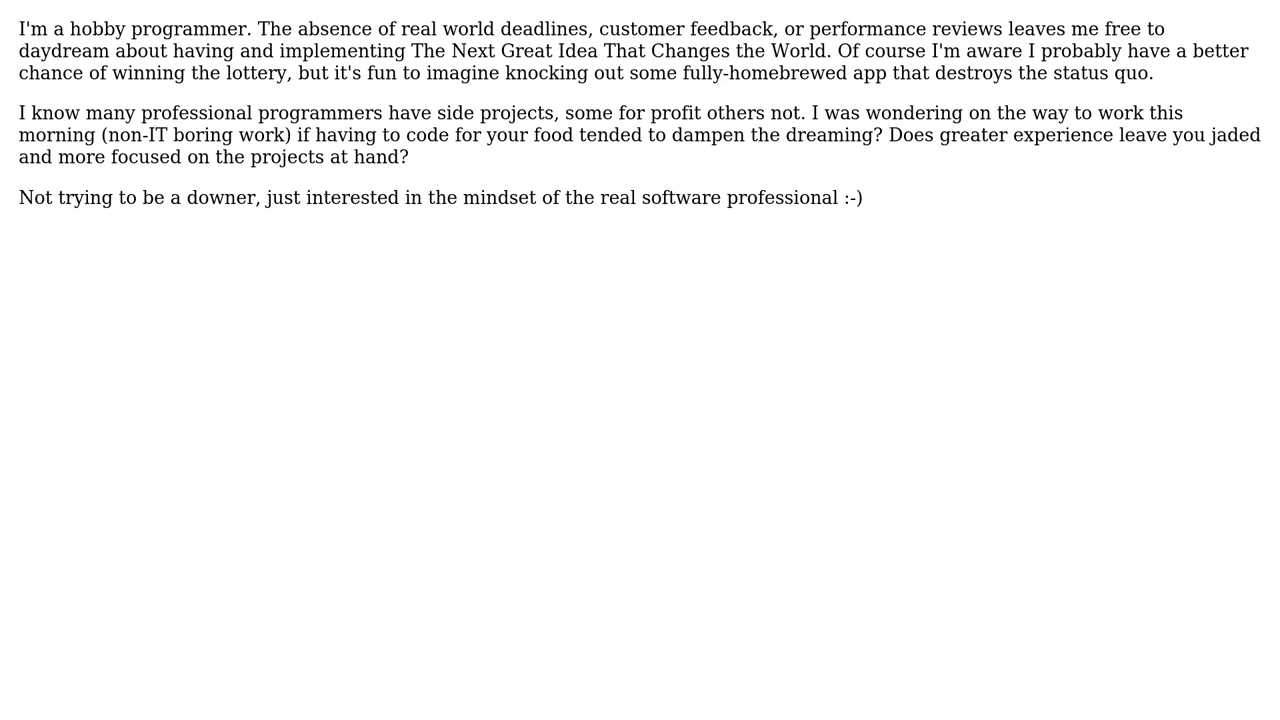 I'm a hobby programmer. The absence of real world deadlines, customer feedback, or performance reviews leaves me free to
daydream about having and implementing The Next Great Idea That Changes the World. Of course I'm aware I probably have a better
chance of winning the lottery, but it's fun to imagine knocking out some fully-homebrewed app that destroys the status quo.
I know many professional programmers have side projects, some for profit others not. I was wondering on the way to work this
morning (non-IT boring work) if having to code for your food tended to dampen the dreaming? Does greater experience leave you jaded
and more focused on the projects at hand?
Not trying to be a downer, just interested in the mindset of the real software professional :-)